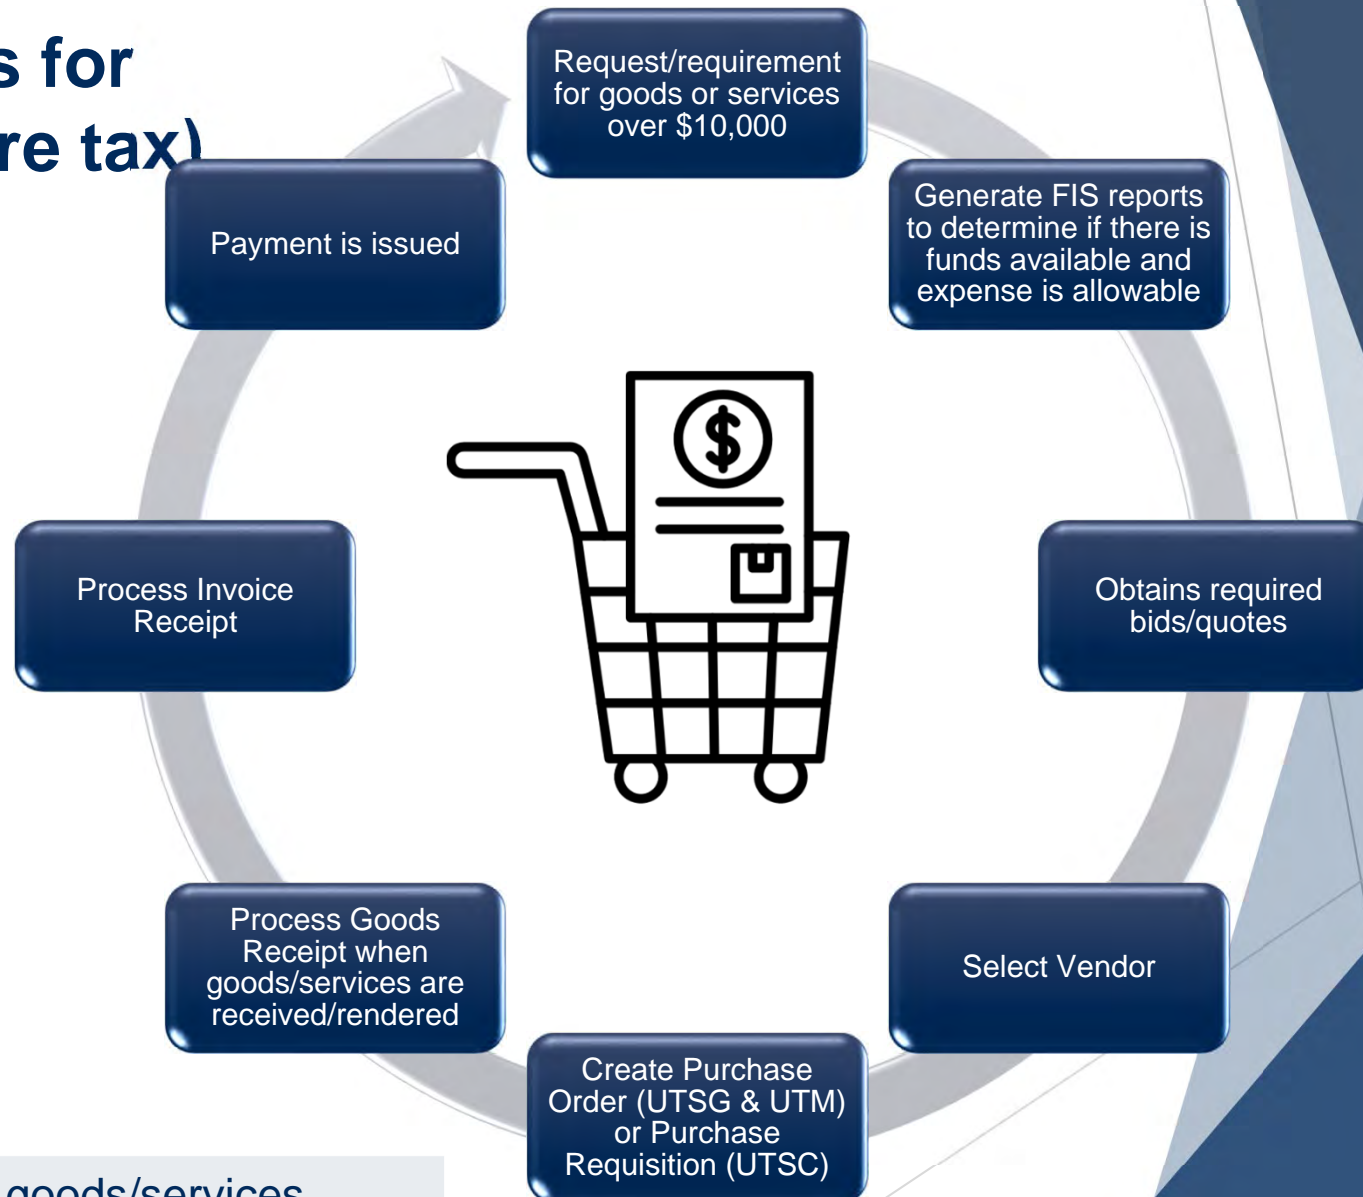 s for
re tax)
Request/requirement
for goods or services
over $10,000
Generate FIS reports
to determine if there is
funds available and
expense is allowable
Obtains required
bids/quotes
Select Vendor
Create Purchase
Order (UTSG & UTM)
or Purchase
Requisition (UTSC)
Process Goods
Receipt when
goods/services are
received/rendered
Process Invoice
Receipt
Payment is issued
$
goods/services